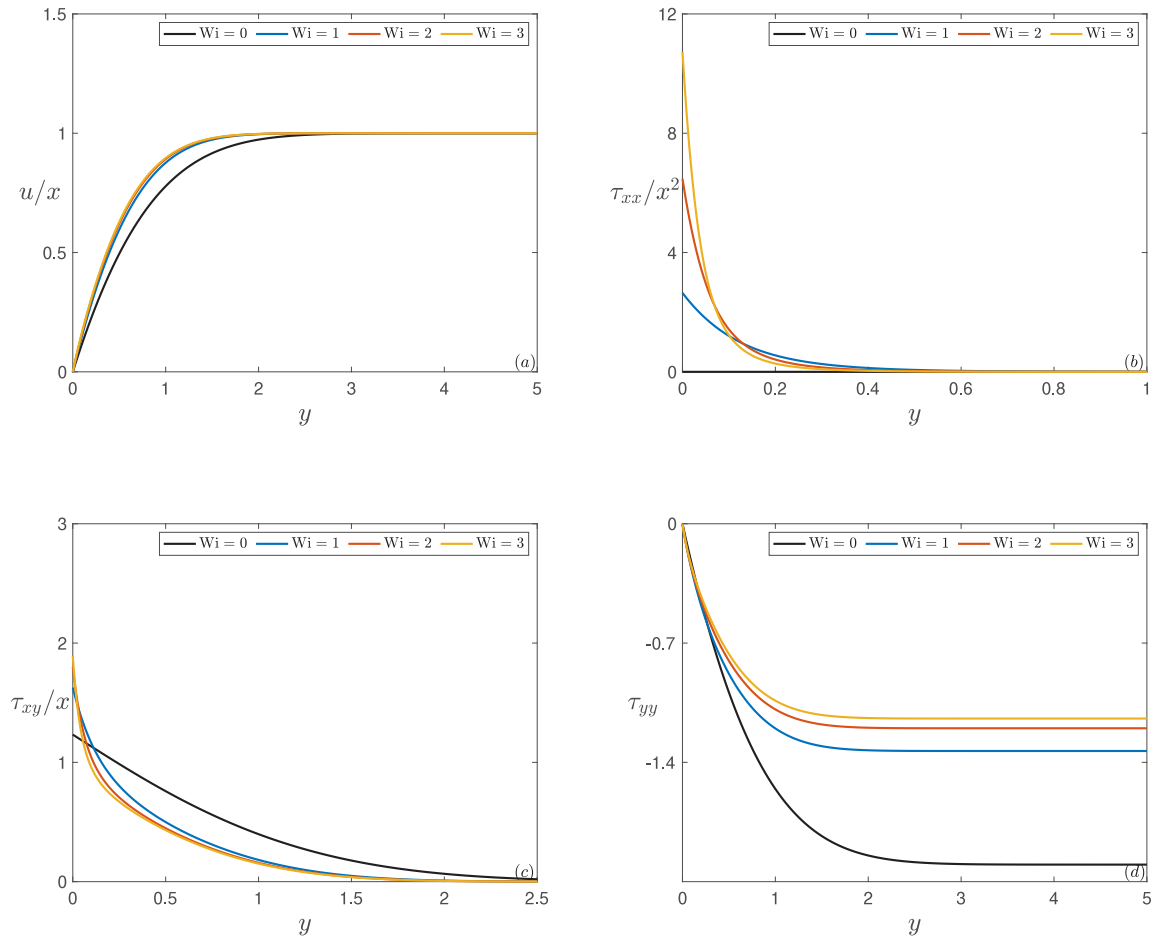 1.5
Wi = 0 Wi = 1 Wi = 2 Wi = 3
1
u/x
0.5
0
(a)
0 1 2 3 4 5
y
12
Wi = 0 Wi = 1 Wi = 2 Wi = 3
8
τxx/x²
4
0
(b)
0 0.2 0.4 0.6 0.8 1
y
3
Wi = 0 Wi = 1 Wi = 2 Wi = 3
2
τxy/x
1
0
(c)
0 0.5 1 1.5 2 2.5
y
0
Wi = 0 Wi = 1 Wi = 2 Wi = 3
-0.7
τyy
-1.4
(d)
0 1 2 3 4 5
y